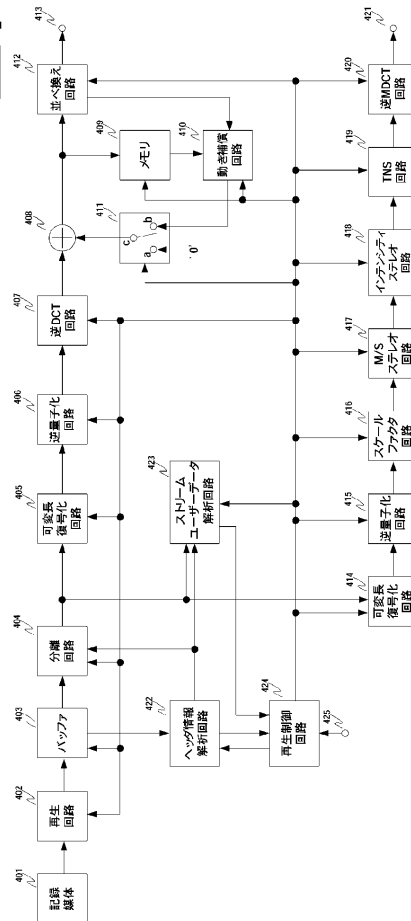 401
記録
媒体
402
再生
回路
403
バッファ
404
分離
回路
405
可変長
復号化
回路
406
逆量子化
回路
407
逆DCT
回路
408
409
メモリ
410
動き補償
回路
411
a
b
c
'0'
412
並べ換え
回路
413
422
ヘッダ情報
解析回路
423
ストリーム
ユーザーデータ
解析回路
424
再生制御
回路
425
414
可変長
復号化
回路
415
逆量子化
回路
416
スケール
ファクタ
回路
417
M/S
ステレオ
回路
418
インテンシティ
ステレオ
回路
419
TNS
回路
420
逆MDCT
回路
421